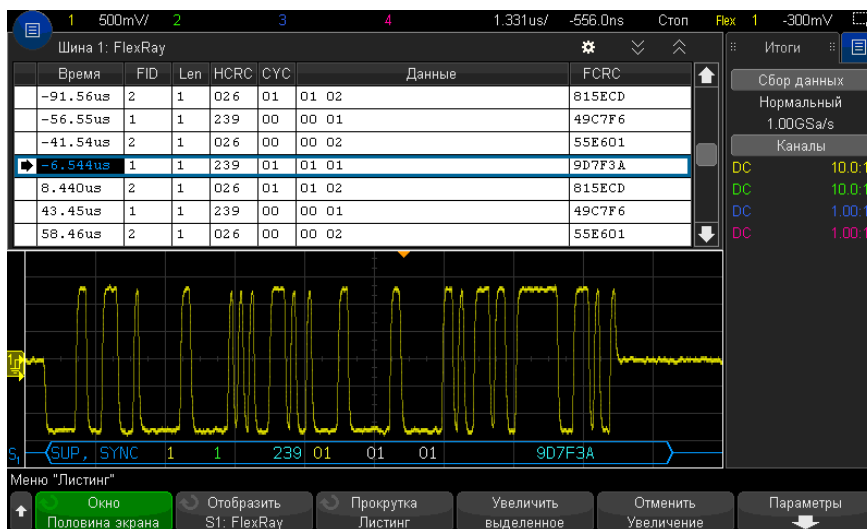 1 500mV/ 2 3 4 1.331us/ -556.0ns Стоп Flex 1 -300mV
Шина 1: FlexRay
Время FID Len HCRC CYC Данные FCRC
-91.56us 2 1 026 01 01 02 815ECD
-56.55us 1 1 239 00 00 01 49C7F6
-41.54us 2 1 026 00 00 02 55E601
-6.544us 1 1 239 01 01 01 9D7F3A
8.440us 2 1 026 01 01 02 815ECD
43.45us 1 1 239 00 00 01 49C7F6
58.46us 2 1 026 00 00 02 55E601
Итоги
Сбор данных
Нормальный
1.00GSa/s
Каналы
DC 10.0:1
DC 10.0:1
DC 1.00:1
DC 1.00:1
1
S1 SUP, SYNC 1 1 239 01 01 01 9D7F3A
Меню "Листинг"
Окно
Половина экрана
Отобразить
S1: FlexRay
Прокрутка
Листинг
Увеличить
выделенное
Отменить
Увеличение
Параметры